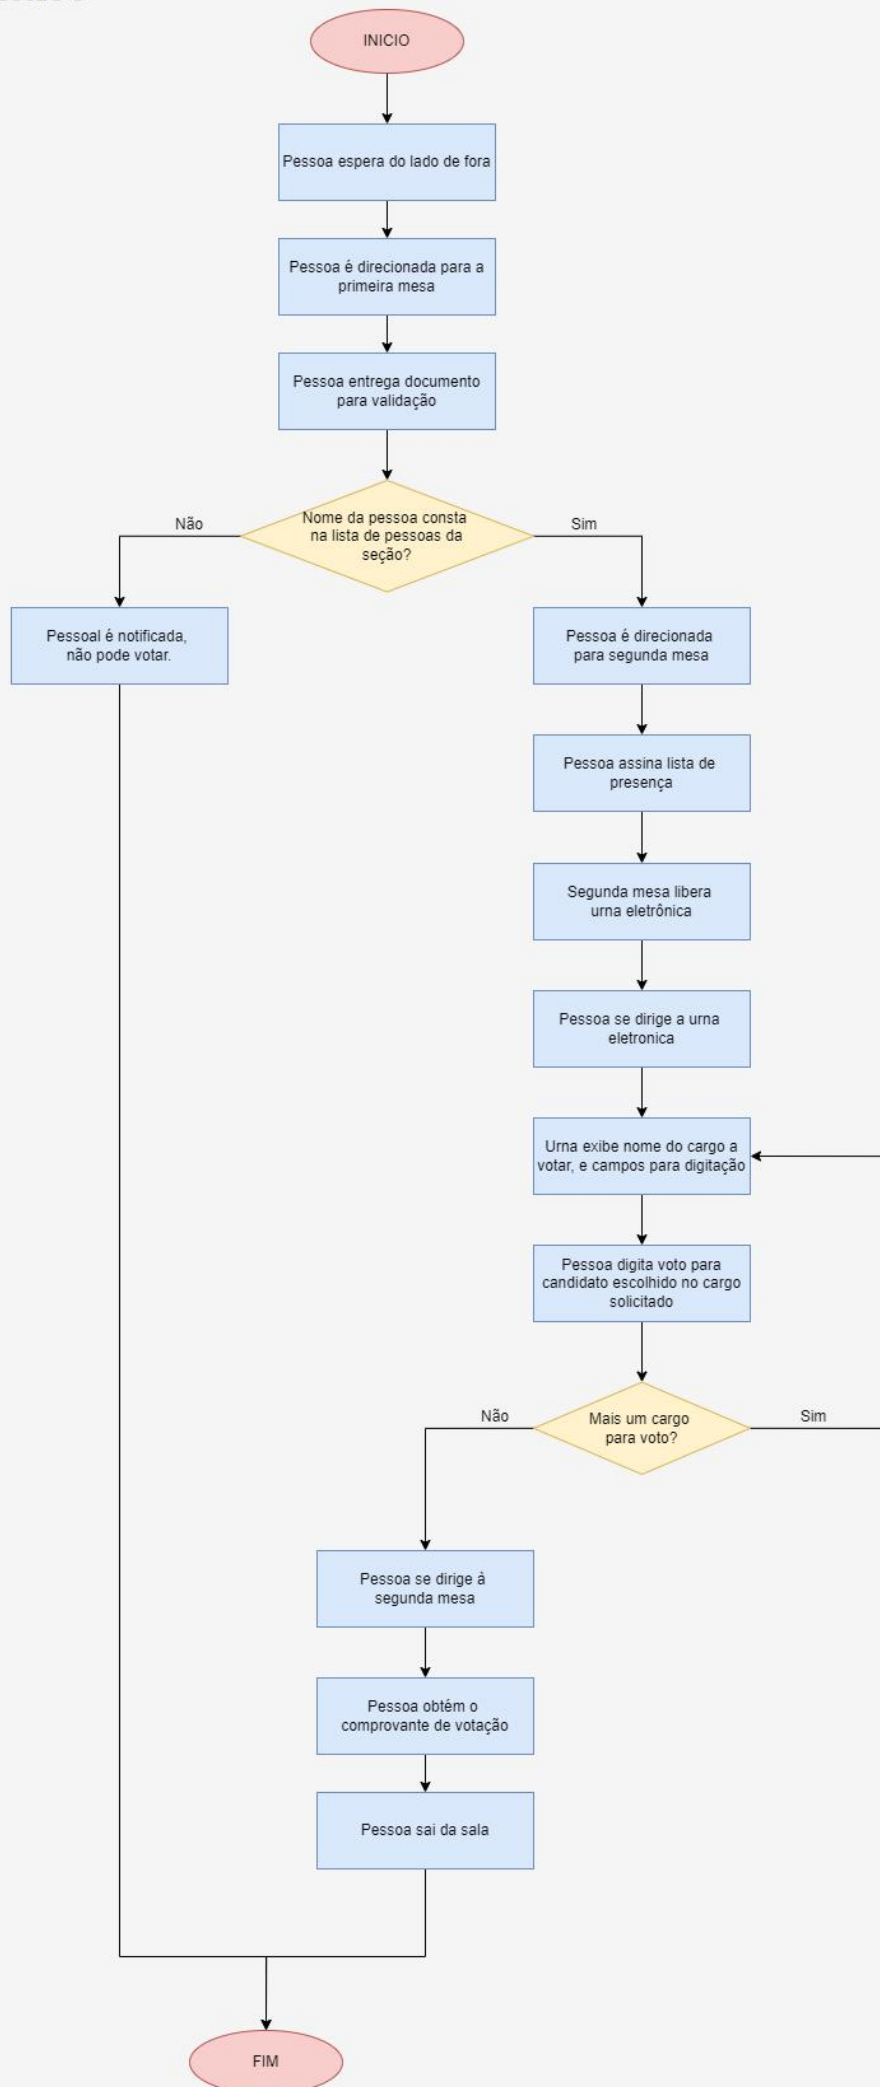 INICIO
Pessoa espera do lado de fora
Pessoa é direcionada para a
primeira mesa
Pessoa entrega documento
para validação
Nome da pessoa consta
na lista de pessoas da
seção?
Não
Sim
Pessoal é notificada,
não pode votar.
Pessoa é direcionada
para segunda mesa
Pessoa assina lista de
presença
Segunda mesa libera
urna eletrônica
Pessoa se dirige a urna
eletronica
Urna exibe nome do cargo a
votar, e campos para digitação
Pessoa digita voto para
candidato escolhido no cargo
solicitado
Mais um cargo
para voto?
Não
Sim
Pessoa se dirige à
segunda mesa
Pessoa obtém o
comprovante de votação
Pessoa sai da sala
FIM